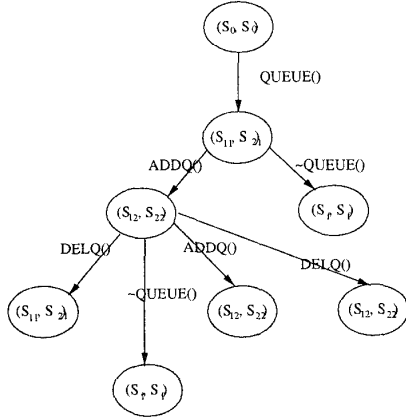 (S0, S0)
QUEUE()
(S11, S21)
ADDQ()
~QUEUE()
(S12, S22)
(Sf, Sf)
DELQ()
ADDQ()
DELQ()
~QUEUE()
(S11, S21)
(S12, S22)
(S12, S22)
(Sf, Sf)